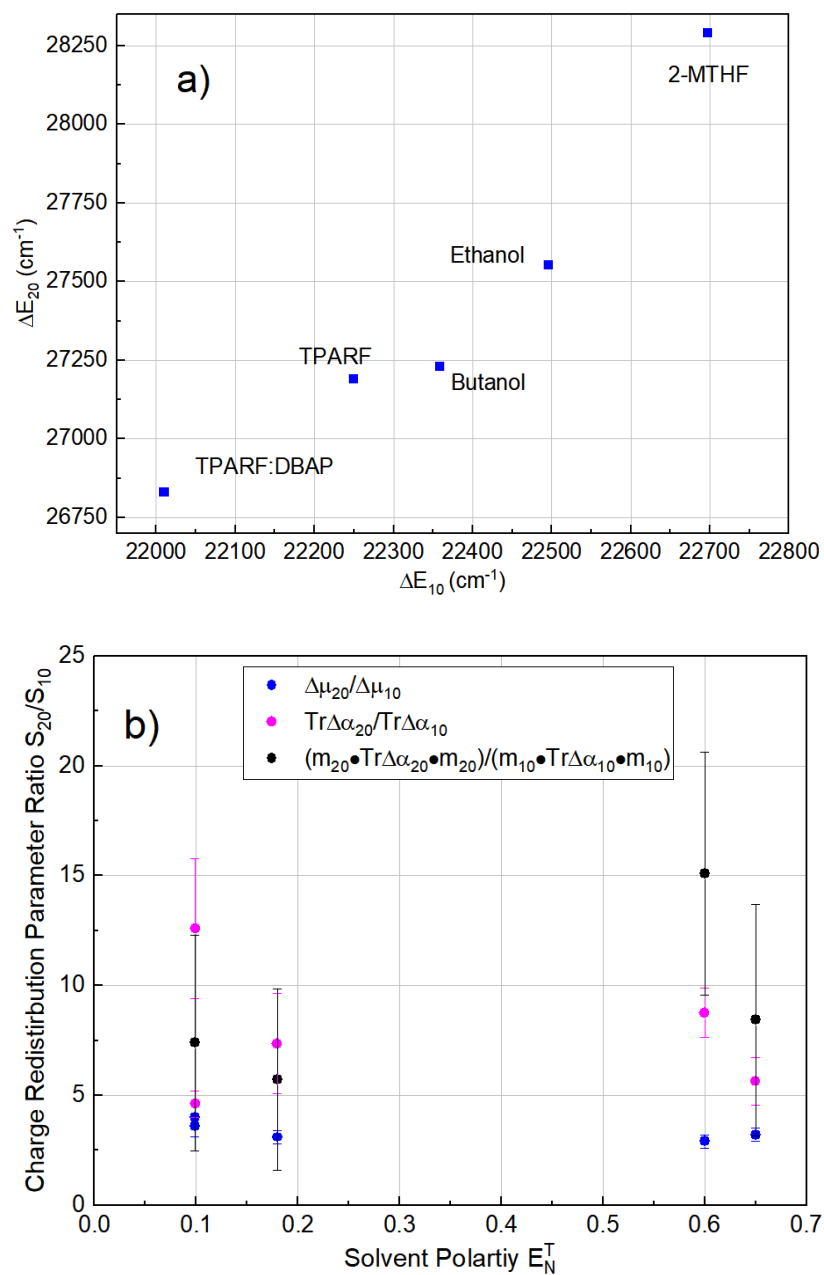 a)
28250
28000
27750
27500
27250
27000
26750
ΔE₂₀ (cm⁻¹)
2-MTHF
Ethanol
TPARF
Butanol
TPARF:DBAP
22000 22100 22200 22300 22400 22500 22600 22700 22800
ΔE₁₀ (cm⁻¹)
b)
25
20
15
10
5
0
Charge Redistirbution Parameter Ratio S₂₀/S₁₀
Δμ₂₀/Δμ₁₀
TrΔα₂₀/TrΔα₁₀
(m₂₀●TrΔα₂₀●m₂₀)/(m₁₀●TrΔα₁₀●m₁₀)
0.0 0.1 0.2 0.3 0.4 0.5 0.6 0.7
Solvent Polartiy E_N^T